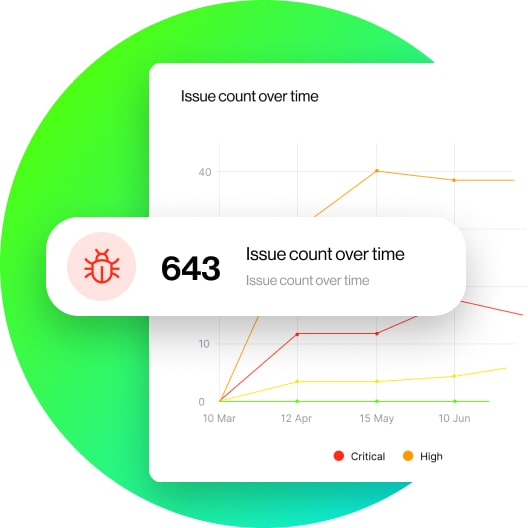 Issue count over time
40
643
Issue count over time
Issue count over time
10
0
10 Mar 12 Apr 15 May 10 Jun
Critical High